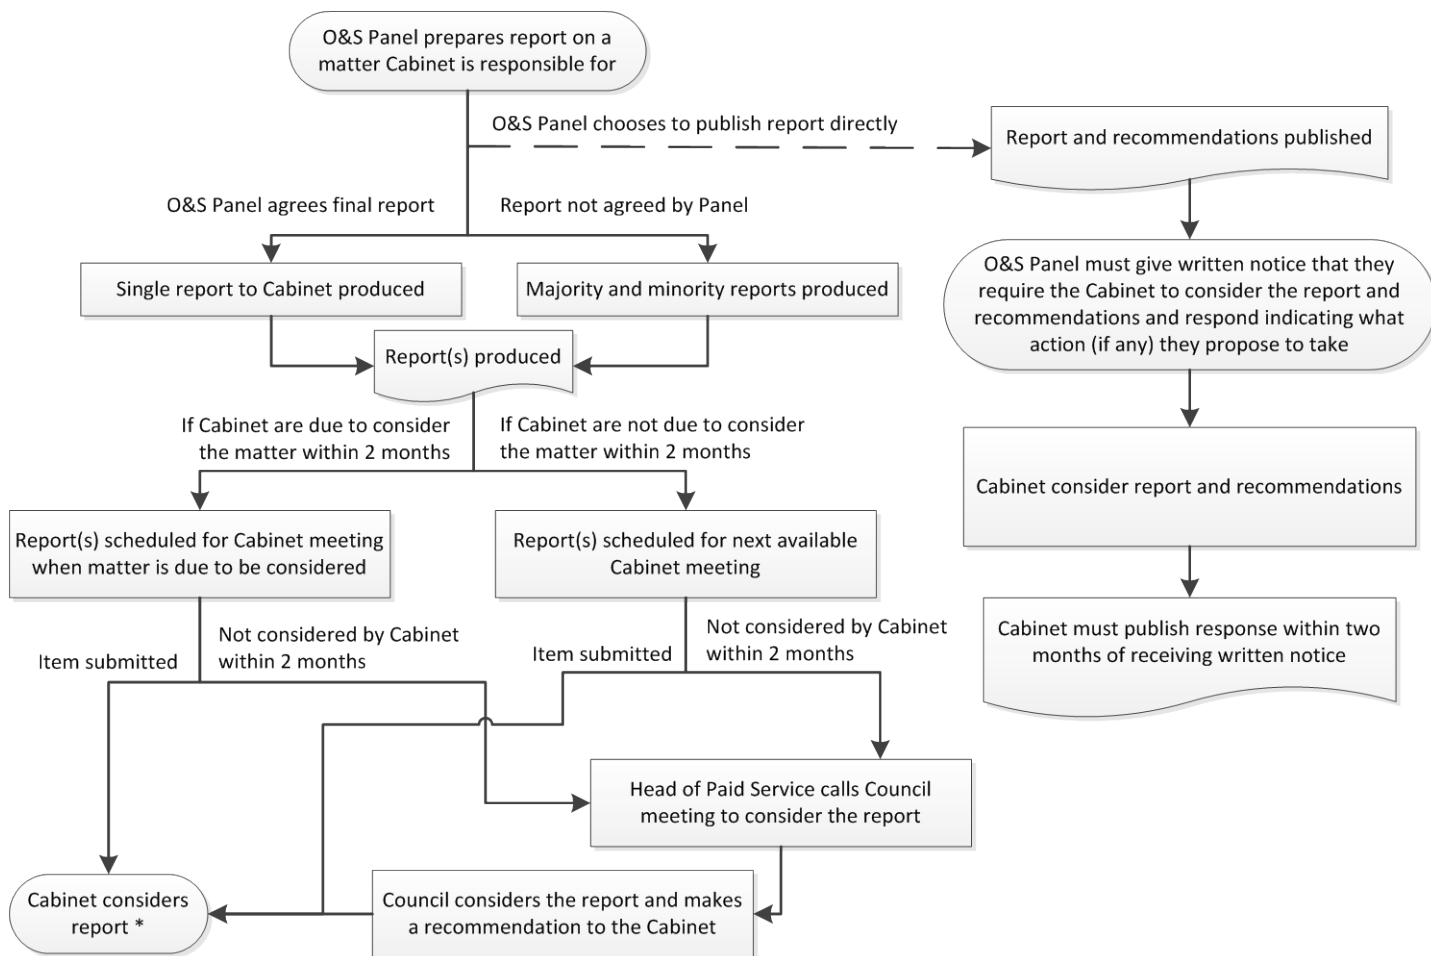 O&S Panel prepares report on a
matter Cabinet is responsible for
O&S Panel chooses to publish report directly
Report and recommendations published
O&S Panel agrees final report
Report not agreed by Panel
Single report to Cabinet produced
Majority and minority reports produced
O&S Panel must give written notice that they
require the Cabinet to consider the report and
recommendations and respond indicating what
action (if any) they propose to take
Report(s) produced
If Cabinet are due to consider
the matter within 2 months
If Cabinet are not due to consider
the matter within 2 months
Cabinet consider report and recommendations
Report(s) scheduled for Cabinet meeting
when matter is due to be considered
Report(s) scheduled for next available
Cabinet meeting
Item submitted
Not considered by Cabinet
within 2 months
Item submitted
Not considered by Cabinet
within 2 months
Cabinet must publish response within two
months of receiving written notice
Head of Paid Service calls Council
meeting to consider the report
Cabinet considers
report *
Council considers the report and makes
a recommendation to the Cabinet